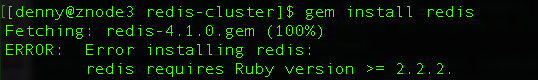 [[denny@znode3 redis-cluster]$ gem install redis
Fetching: redis-4.1.0.gem (100%)
ERROR:  Error installing redis:
        redis requires Ruby version >= 2.2.2.